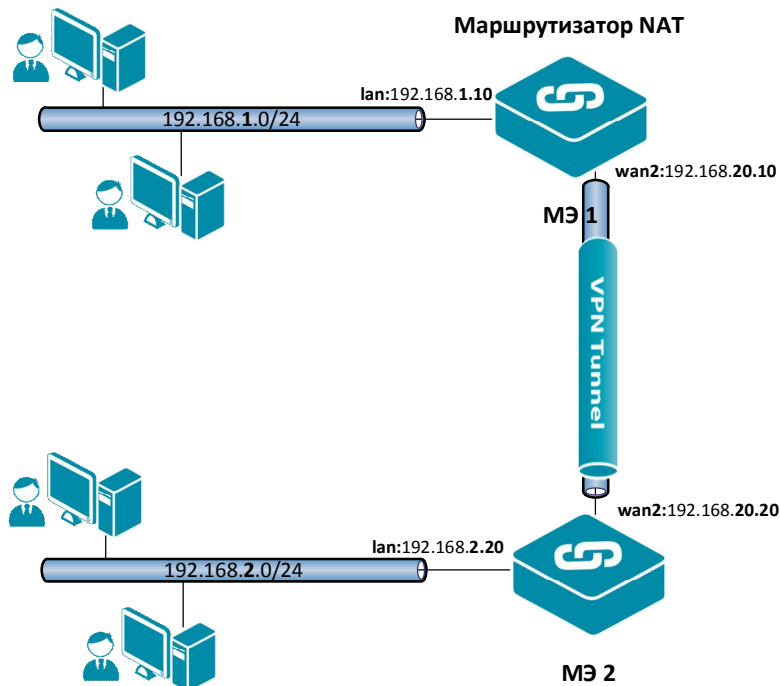 Маршрутизатор NAT
lan:192.168.1.10
192.168.1.0/24
wan2:192.168.20.10
МЭ 1
VPN Tunnel
wan2:192.168.20.20
lan:192.168.2.20
192.168.2.0/24
МЭ 2